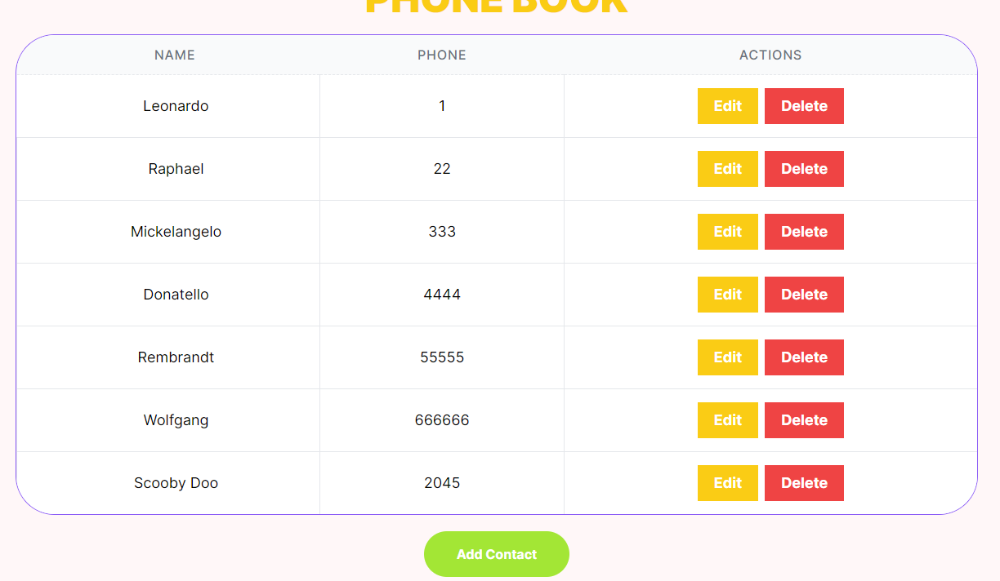 PHONE BOOK
NAME PHONE ACTIONS
Leonardo 1 Edit Delete
Raphael 22 Edit Delete
Mickelangelo 333 Edit Delete
Donatello 4444 Edit Delete
Rembrandt 55555 Edit Delete
Wolfgang 666666 Edit Delete
Scooby Doo 2045 Edit Delete
Add Contact